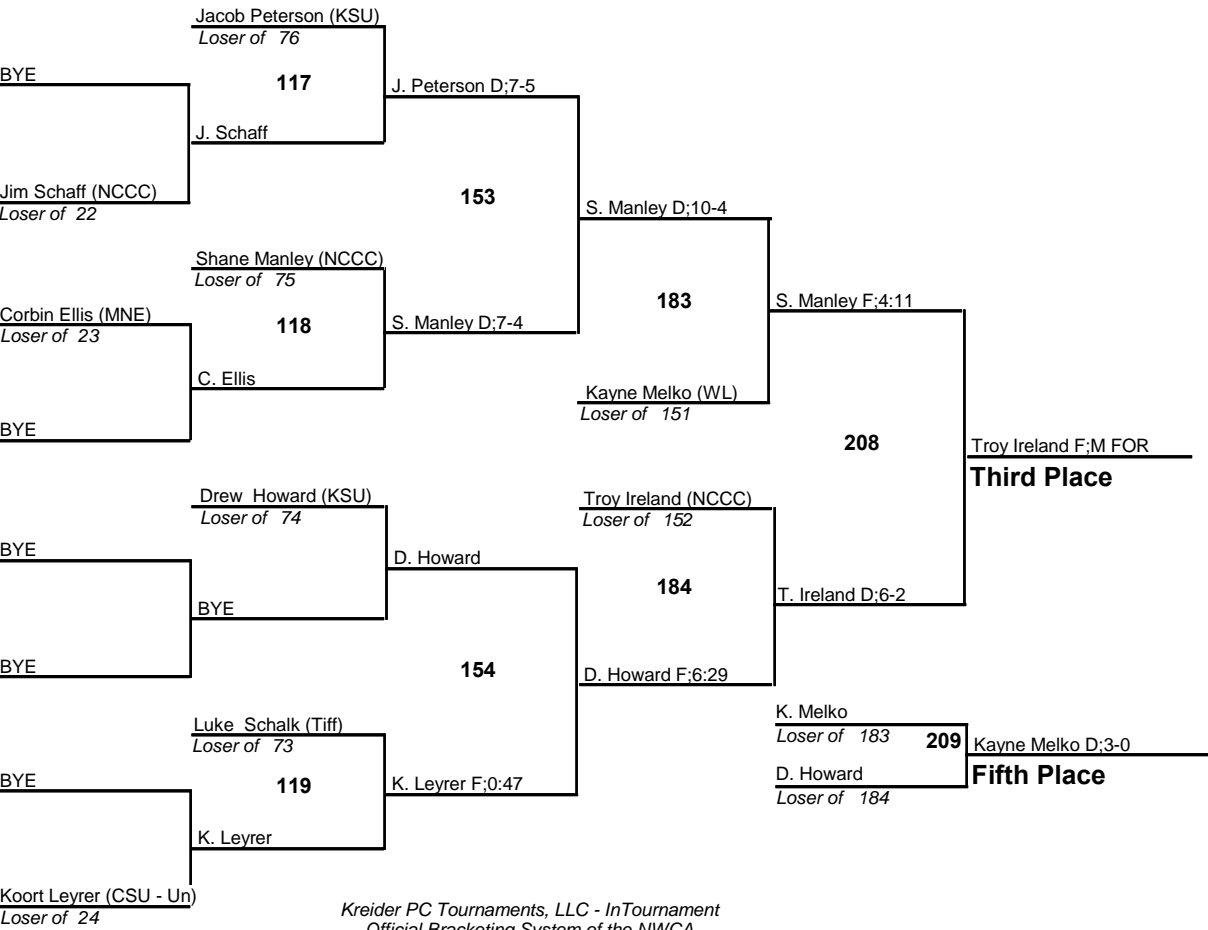 Jacob Peterson (KSU)
Loser of 76
BYE
117
J. Peterson D;7-5
J. Schaff
Jim Schaff (NCCC)
Loser of 22
153
S. Manley D;10-4
Shane Manley (NCCC)
Loser of 75
Corbin Ellis (MNE)
Loser of 23
118
S. Manley D;7-4
183
S. Manley F;4:11
C. Ellis
Kayne Melko (WL)
Loser of 151
BYE
208
Troy Ireland F;M FOR
Third Place
Drew Howard (KSU)
Loser of 74
Troy Ireland (NCCC)
Loser of 152
BYE
D. Howard
184
T. Ireland D;6-2
BYE
BYE
154
D. Howard F;6:29
Luke Schalk (Tiff)
Loser of 73
K. Melko
Loser of 183
209
Kayne Melko D;3-0
Fifth Place
BYE
119
K. Leyrer F;0:47
D. Howard
Loser of 184
K. Leyrer
Koort Leyrer (CSU - Un)
Loser of 24
Kreider PC Tournaments, LLC - InTournament
Official Bracketing System of the NWCA